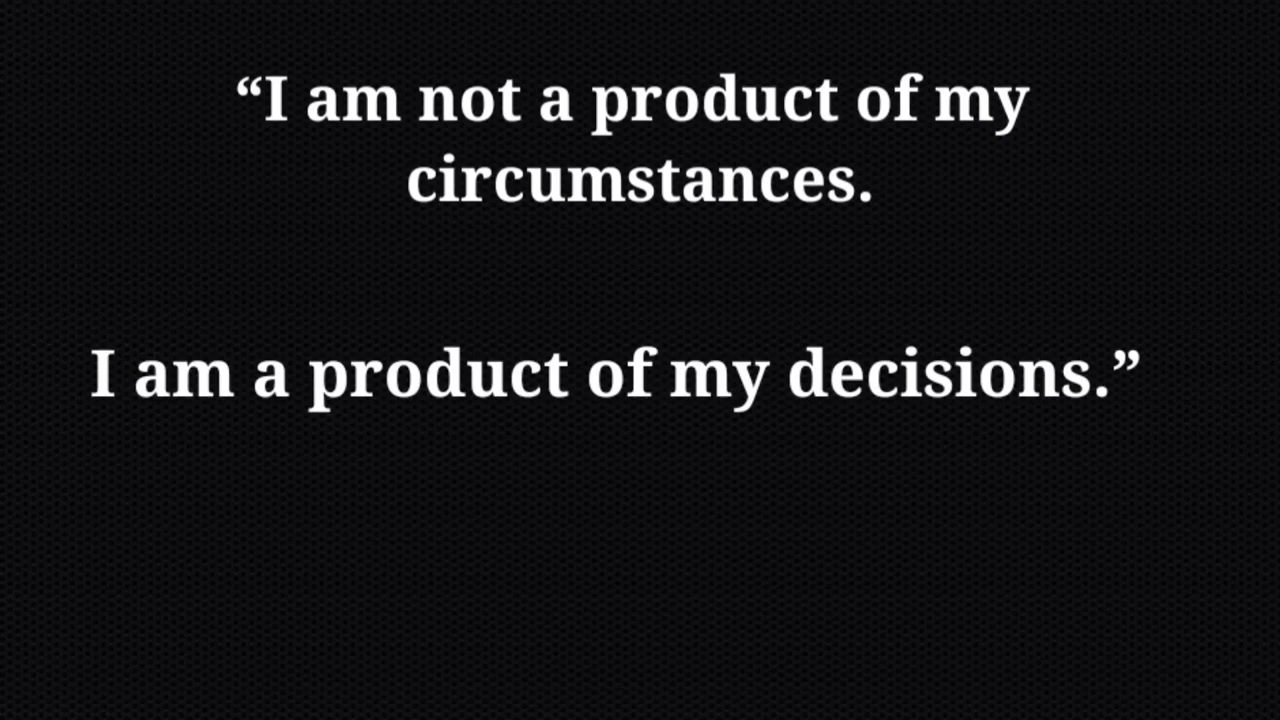 “I am not a product of my
circumstances.
I am a product of my decisions.”